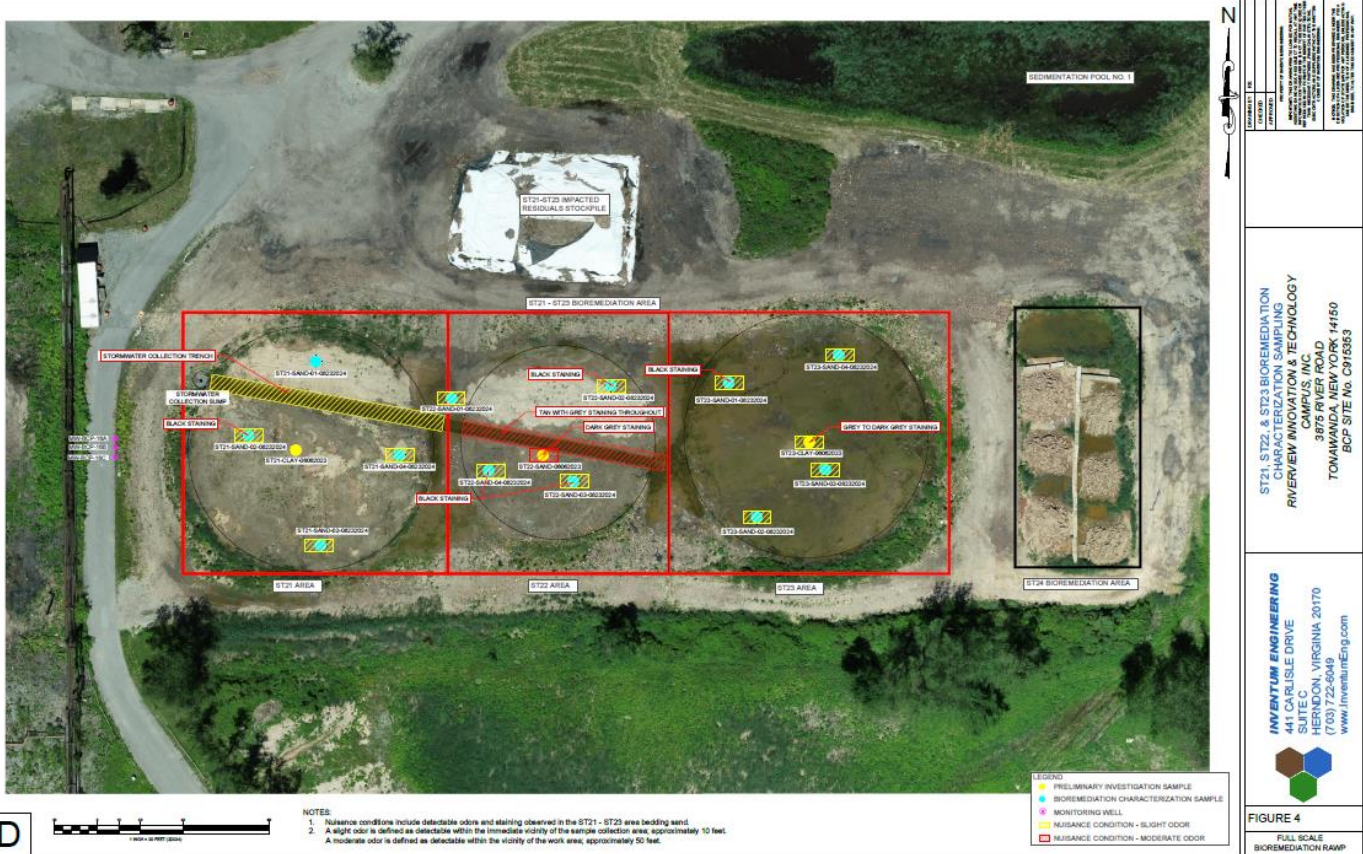 N
SEDIMENTATION POOL NO. 1
ST21-ST23 IMPACTED
RESIDUALS STOCKPILE
ST21 - ST23 BIOREMEDIATION AREA
STORMWATER COLLECTION TRENCH
ST21-SAND-01-08232024
STORMWATER
COLLECTION SUMP
BLACK STAINING
ST21-SAND-02-08232024
ST21-CLAY-06062023
ST21-SAND-04-08232024
ST21-SAND-03-08232024
ST21 AREA
ST22-SAND-01-08232024
BLACK STAINING
ST22-SAND-02-08232024
TAN WITH GREY STAINING THROUGHOUT
DARK GREY STAINING
ST22-SAND-06062023
ST22-SAND-04-08232024
ST22-SAND-03-08232024
BLACK STAINING
ST22 AREA
BLACK STAINING
ST23-SAND-01-08232024
ST23-SAND-04-08232024
GREY TO DARK GREY STAINING
ST23-CLAY-06062023
ST23-SAND-02-08232024
ST23-SAND-02-08232024
ST23 AREA
ST24 BIOREMEDIATION AREA
LEGEND
PRELIMINARY INVESTIGATION SAMPLE
BIOREMEDIATION CHARACTERIZATION SAMPLE
MONITORING WELL
NUISANCE CONDITION - SLIGHT ODOR
NUISANCE CONDITION - MODERATE ODOR
D
NOTES:
1. Nuisance conditions include detectable odors and staining observed in the ST21 - ST23 area bedding sand.
2. A slight odor is defined as detectable within the immediate vicinity of the sample collection area; approximately 10 feet.
A moderate odor is defined as detectable within the vicinity of the work area; approximately 50 feet.
DRAWING BY
CHECKED
APPROVED
ST21, ST22, & ST23 BIOREMEDIATION
CHARACTERIZATION SAMPLING
RIVERVIEW INNOVATION & TECHNOLOGY
CAMPUS, INC.
3875 RIVER ROAD
TONAWANDA, NEW YORK 14150
BCP SITE No. C915353
INVENTUM ENGINEERING
441 CARLISLE DRIVE
SUITE C
HERNDON, VIRGINIA 20170
(703) 722-6049
www.InventumEng.com
FIGURE 4
FULL SCALE
BIOREMEDIATION RAWP